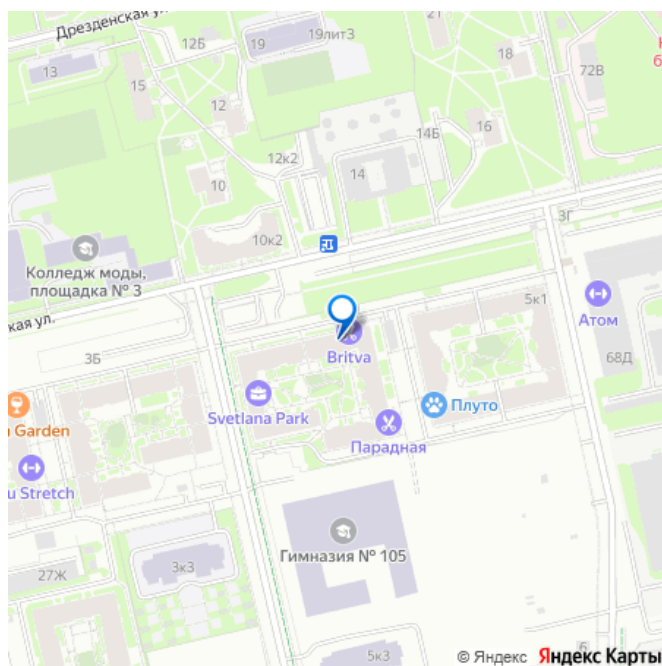 Дрезденская ул.
12Б
19
19литЗ
21
13
15
18
72В
12
14Б
16
12к2
14
10
10к2
3Г
Колледж моды,
площадка № 3
кая ул.
5к1
Атом
3Б
Britva
68Д
Svetlana Park
Плуто
Garden
Парадная
u Stretch
Гимназия № 105
27Ж
3к3
5к3
© Яндекс Яндекс Карты